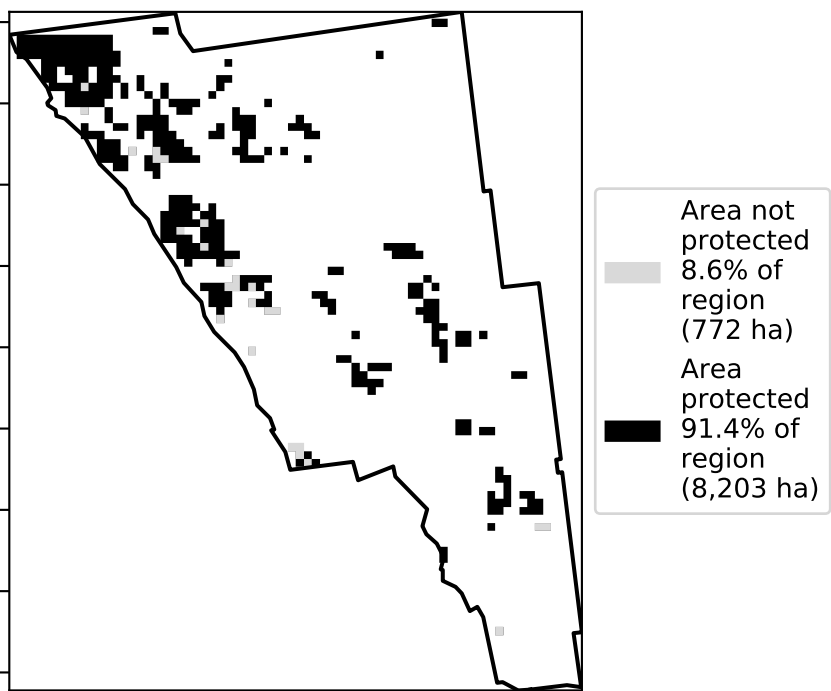 Area not
protected
8.6% of
region
(772 ha)
Area
protected
91.4% of
region
(8,203 ha)